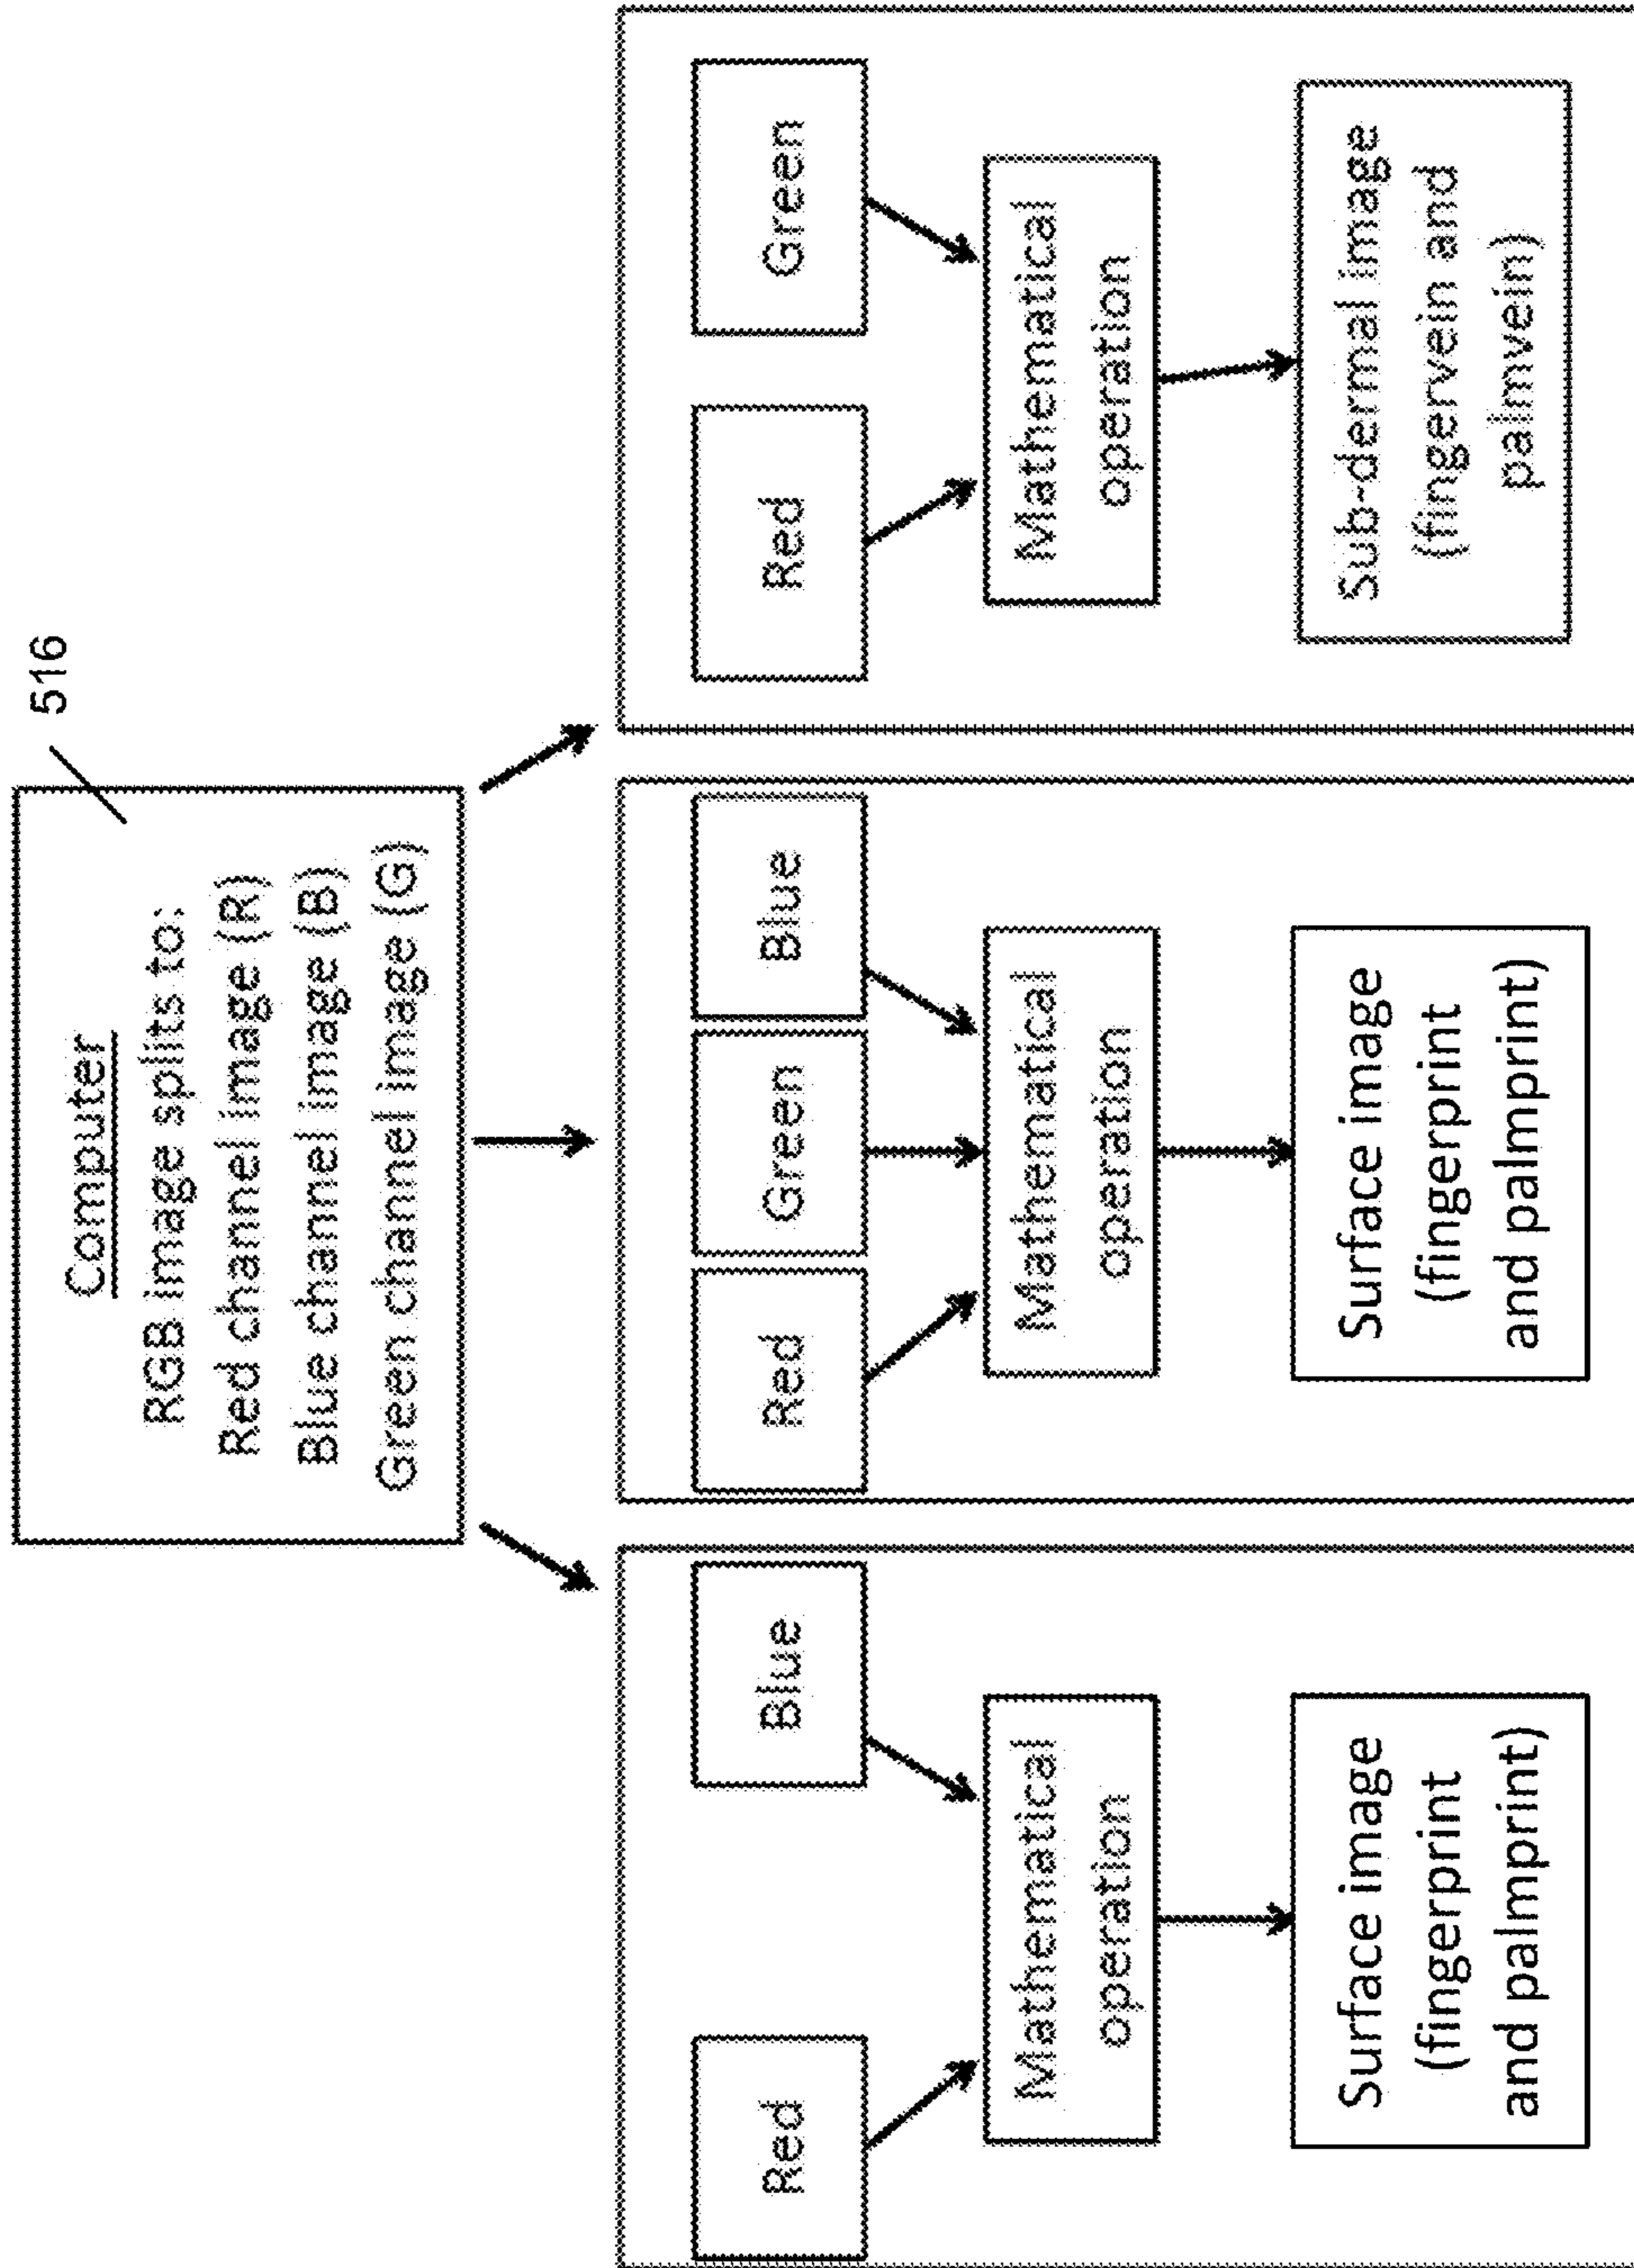 516
Computer
RGB image splits to:
Red channel image (R)
Blue channel image (B)
Green channel image (G)
Red
Blue
Mathematical
operation
Surface image
(fingerprint
and palmprint)
Red
Green
Blue
Mathematical
operation
Surface image
(fingerprint
and palmprint)
Red
Green
Mathematical
operation
Sub-dermal image
(fingervein and
palmvein)